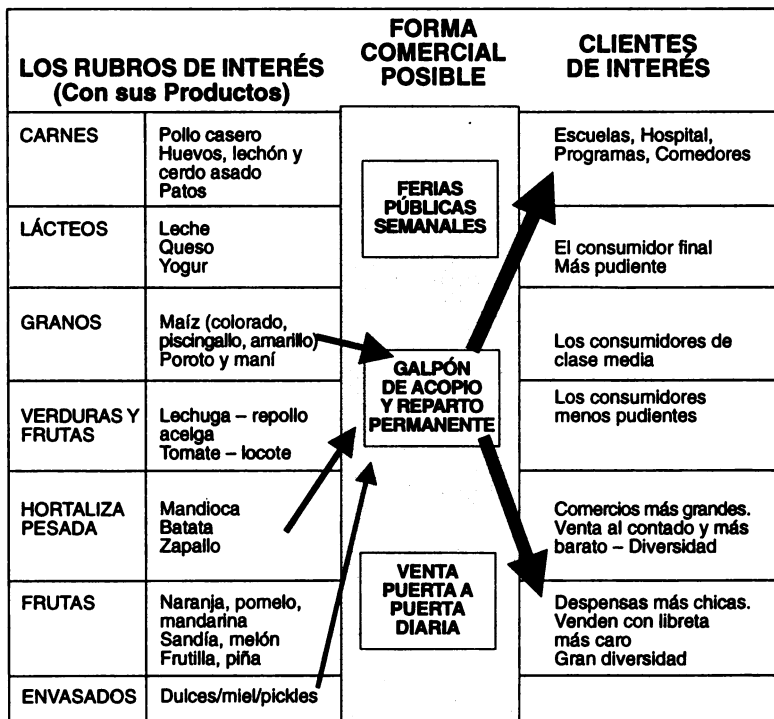 LOS RUBROS DE INTERÉS
(Con sus Productos)
FORMA
COMERCIAL
POSIBLE
CLIENTES
DE INTERÉS
CARNES
Pollo casero
Huevos, lechón y
cerdo asado
Patos
LÁCTEOS
Leche
Queso
Yogur
GRANOS
Maíz (colorado,
piscingallo, amarillo)
Poroto y maní
VERDURAS Y
FRUTAS
Lechuga – repollo
acelga
Tomate – locote
HORTALIZA
PESADA
Mandioca
Batata
Zapallo
FRUTAS
Naranja, pomelo,
mandarina
Sandía, melón
Frutilla, piña
ENVASADOS
Dulces/miel/pickles
FERIAS
PÚBLICAS
SEMANALES
GALPÓN
DE ACOPIO
Y REPARTO
PERMANENTE
VENTA
PUERTA A
PUERTA
DIARIA
Escuelas, Hospital,
Programas, Comedores
El consumidor final
Más pudiente
Los consumidores de
clase media
Los consumidores
menos pudientes
Comercios más grandes.
Venta al contado y más
barato – Diversidad
Despensas más chicas.
Venden con libreta
más caro
Gran diversidad